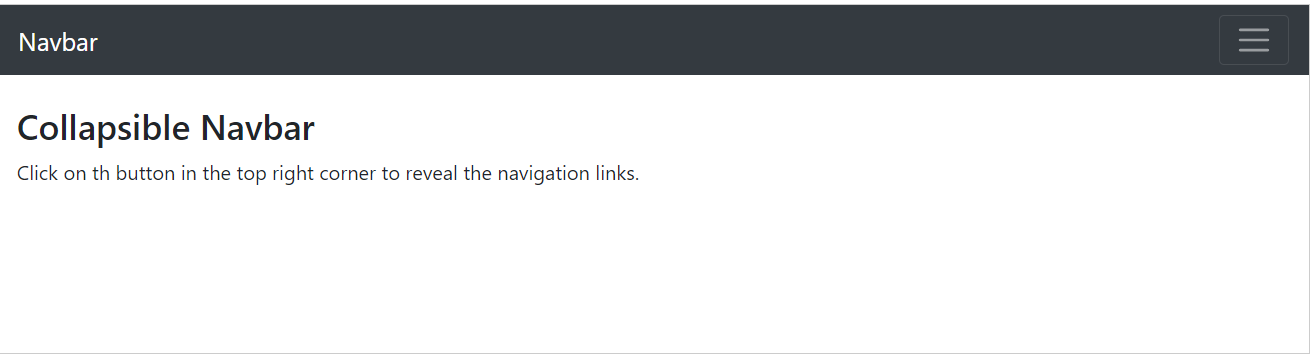 Navbar
Collapsible Navbar
Click on th button in the top right corner to reveal the navigation links.